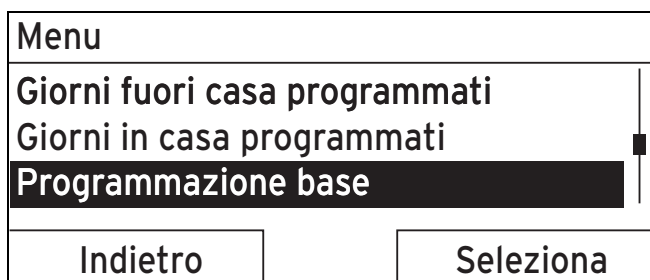 Menu
Giorni fuori casa programmati
Giorni in casa programmati
Programmazione base
Indietro Seleziona